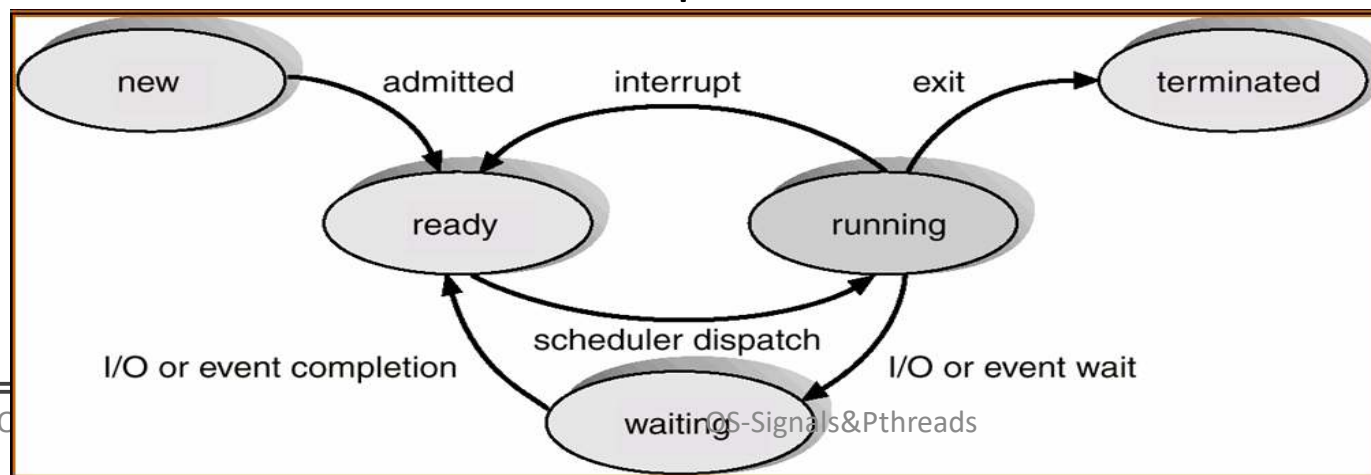 new
admitted
interrupt
exit
terminated
ready
running
scheduler dispatch
I/O or event completion
I/O or event wait
waiting
OS-Signals&Pthreads